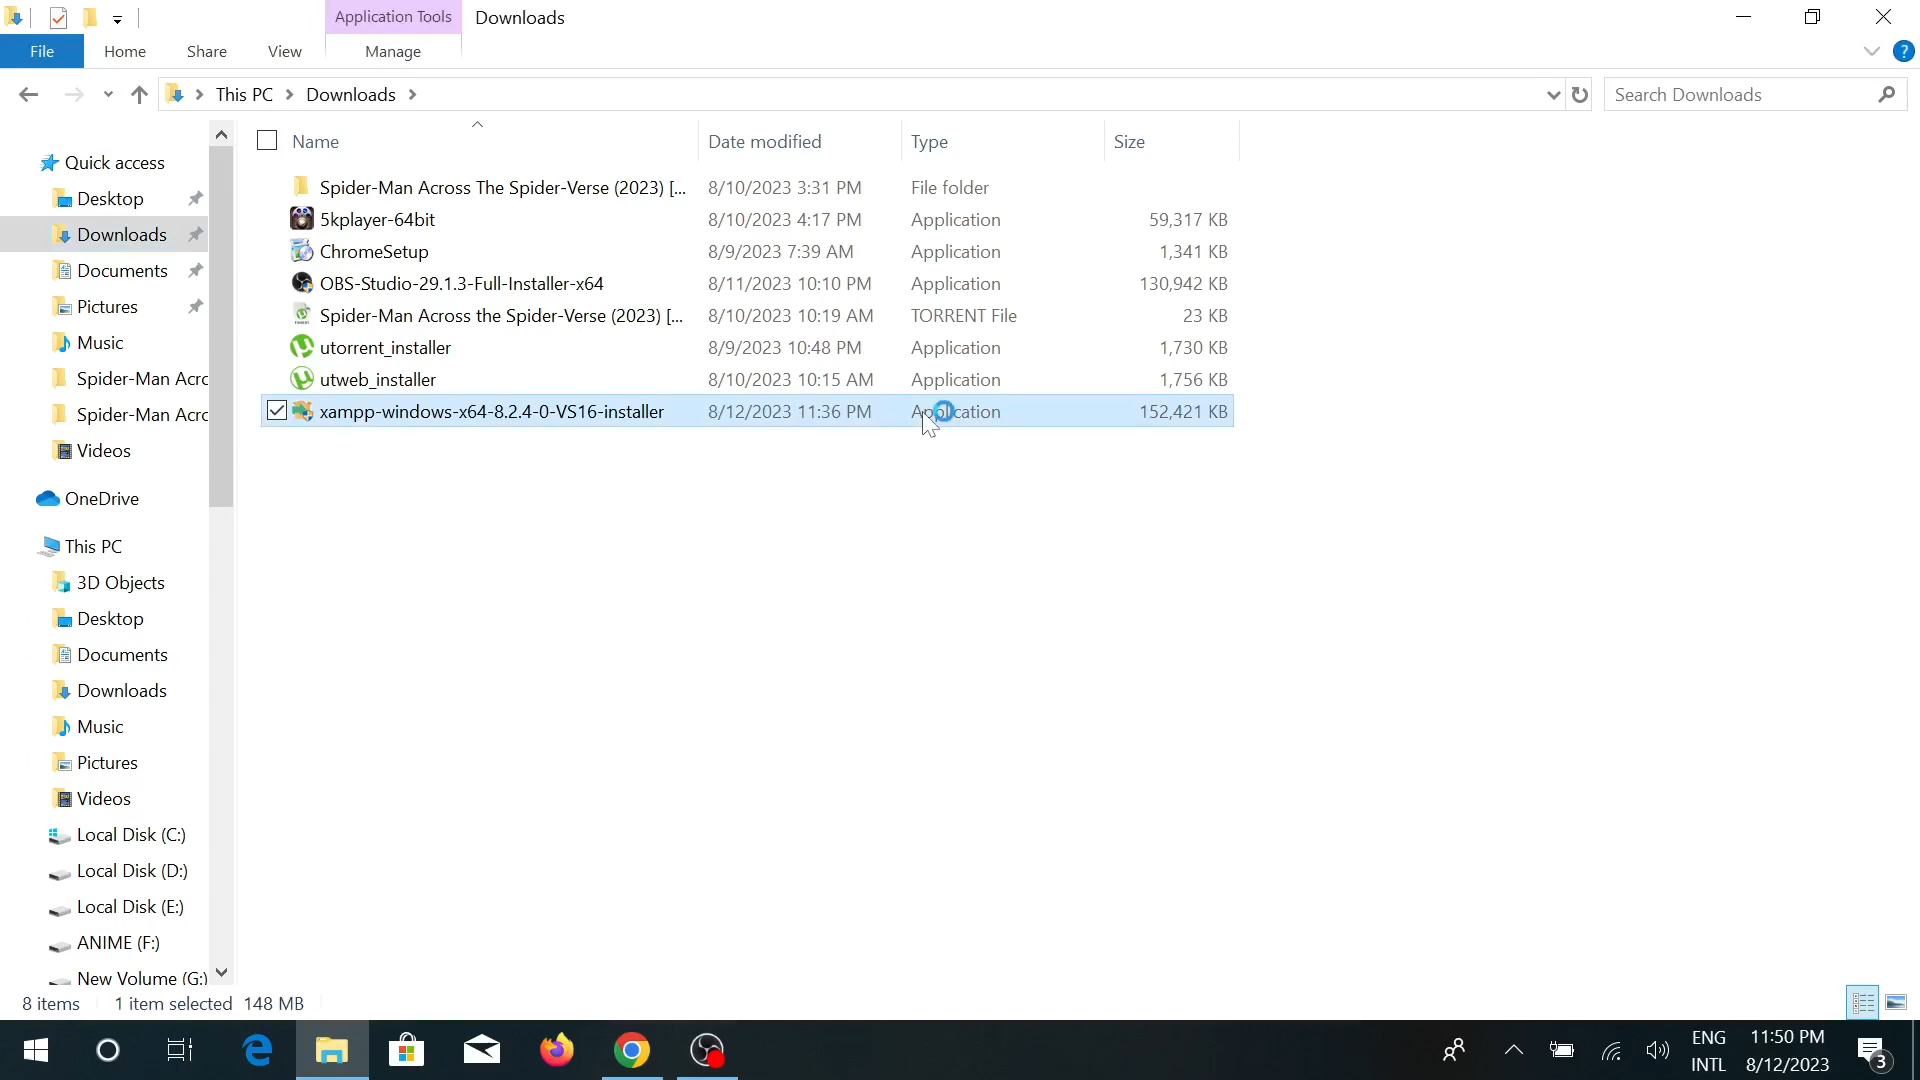 Application Tools
Downloads
File
Home
Share
View
Manage
This PC
Downloads
Search Downloads
Name
Date modified
Type
Size
Quick access
Desktop
Downloads
Documents
Pictures
Music
Spider-Man Acrc
Spider-Man Acrc
Videos
OneDrive
This PC
3D Objects
Desktop
Documents
Downloads
Music
Pictures
Videos
Local Disk (C:)
Local Disk (D:)
Local Disk (E:)
ANIME (F:)
New Volume (G:)
Spider-Man Across The Spider-Verse (2023) [... 8/10/2023 3:31 PM File folder
5kplayer-64bit 8/10/2023 4:17 PM Application 59,317 KB
ChromeSetup 8/9/2023 7:39 AM Application 1,341 KB
OBS-Studio-29.1.3-Full-Installer-x64 8/11/2023 10:10 PM Application 130,942 KB
Spider-Man Across the Spider-Verse (2023) [... 8/10/2023 10:19 AM TORRENT File 23 KB
utorrent_installer 8/9/2023 10:48 PM Application 1,730 KB
utweb_installer 8/10/2023 10:15 AM Application 1,756 KB
xampp-windows-x64-8.2.4-0-VS16-installer 8/12/2023 11:36 PM Application 152,421 KB
8 items 1 item selected 148 MB
ENG
INTL
11:50 PM
8/12/2023
3